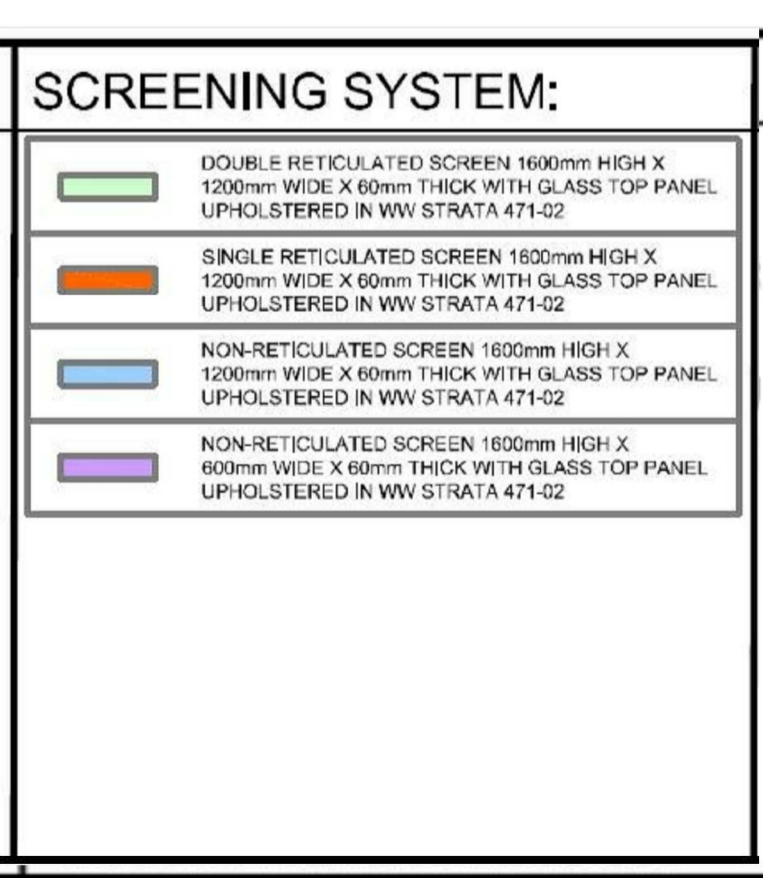 SCREENING SYSTEM:
DOUBLE RETICULATED SCREEN 1600mm HIGH X
1200mm WIDE X 60mm THICK WITH GLASS TOP PANEL
UPHOLSTERED IN WW STRATA 471-02
SINGLE RETICULATED SCREEN 1600mm HIGH X
1200mm WIDE X 60mm THICK WITH GLASS TOP PANEL
UPHOLSTERED IN WW STRATA 471-02
NON-RETICULATED SCREEN 1600mm HIGH X
1200mm WIDE X 60mm THICK WITH GLASS TOP PANEL
UPHOLSTERED IN WW STRATA 471-02
NON-RETICULATED SCREEN 1600mm HIGH X
600mm WIDE X 60mm THICK WITH GLASS TOP PANEL
UPHOLSTERED IN WW STRATA 471-02